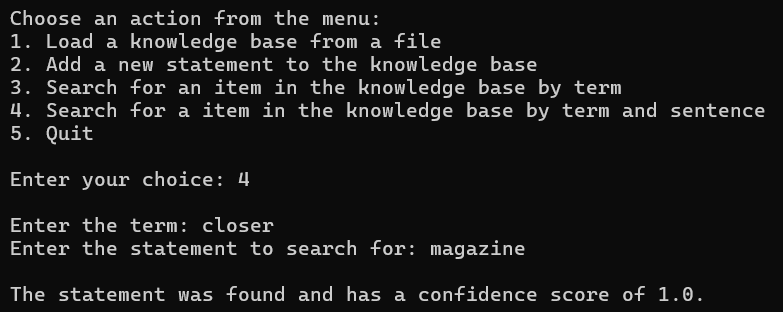 Choose an action from the menu:
1. Load a knowledge base from a file
2. Add a new statement to the knowledge base
3. Search for an item in the knowledge base by term
4. Search for a item in the knowledge base by term and sentence
5. Quit
Enter your choice: 4
Enter the term: closer
Enter the statement to search for: magazine
The statement was found and has a confidence score of 1.0.